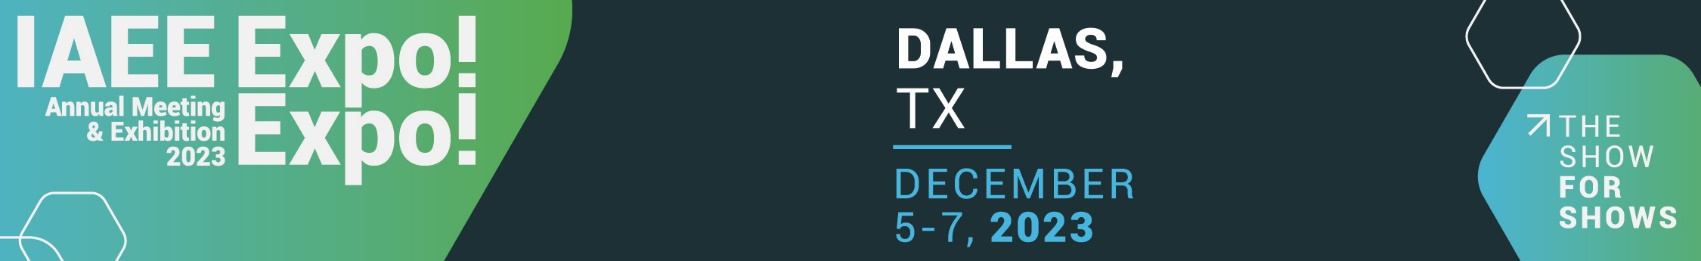 IAEE Expo!
Annual Meeting
& Exhibition
2023
Expo!
DALLAS,
TX
DECEMBER
5-7, 2023
THE
SHOW
FOR
SHOWS